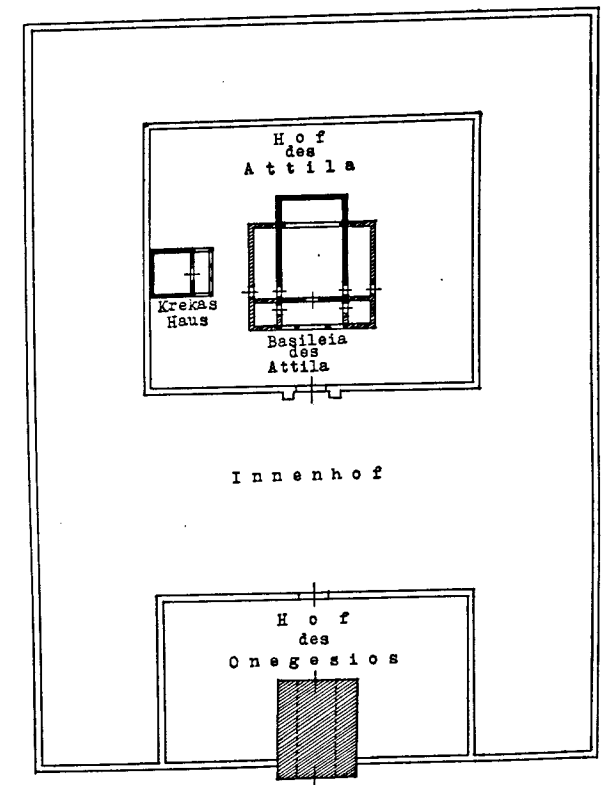 Hof
des
Attila
Krekas
Haus
Basileia
des
Attila
Innenhof
Hof
des
Onegesios